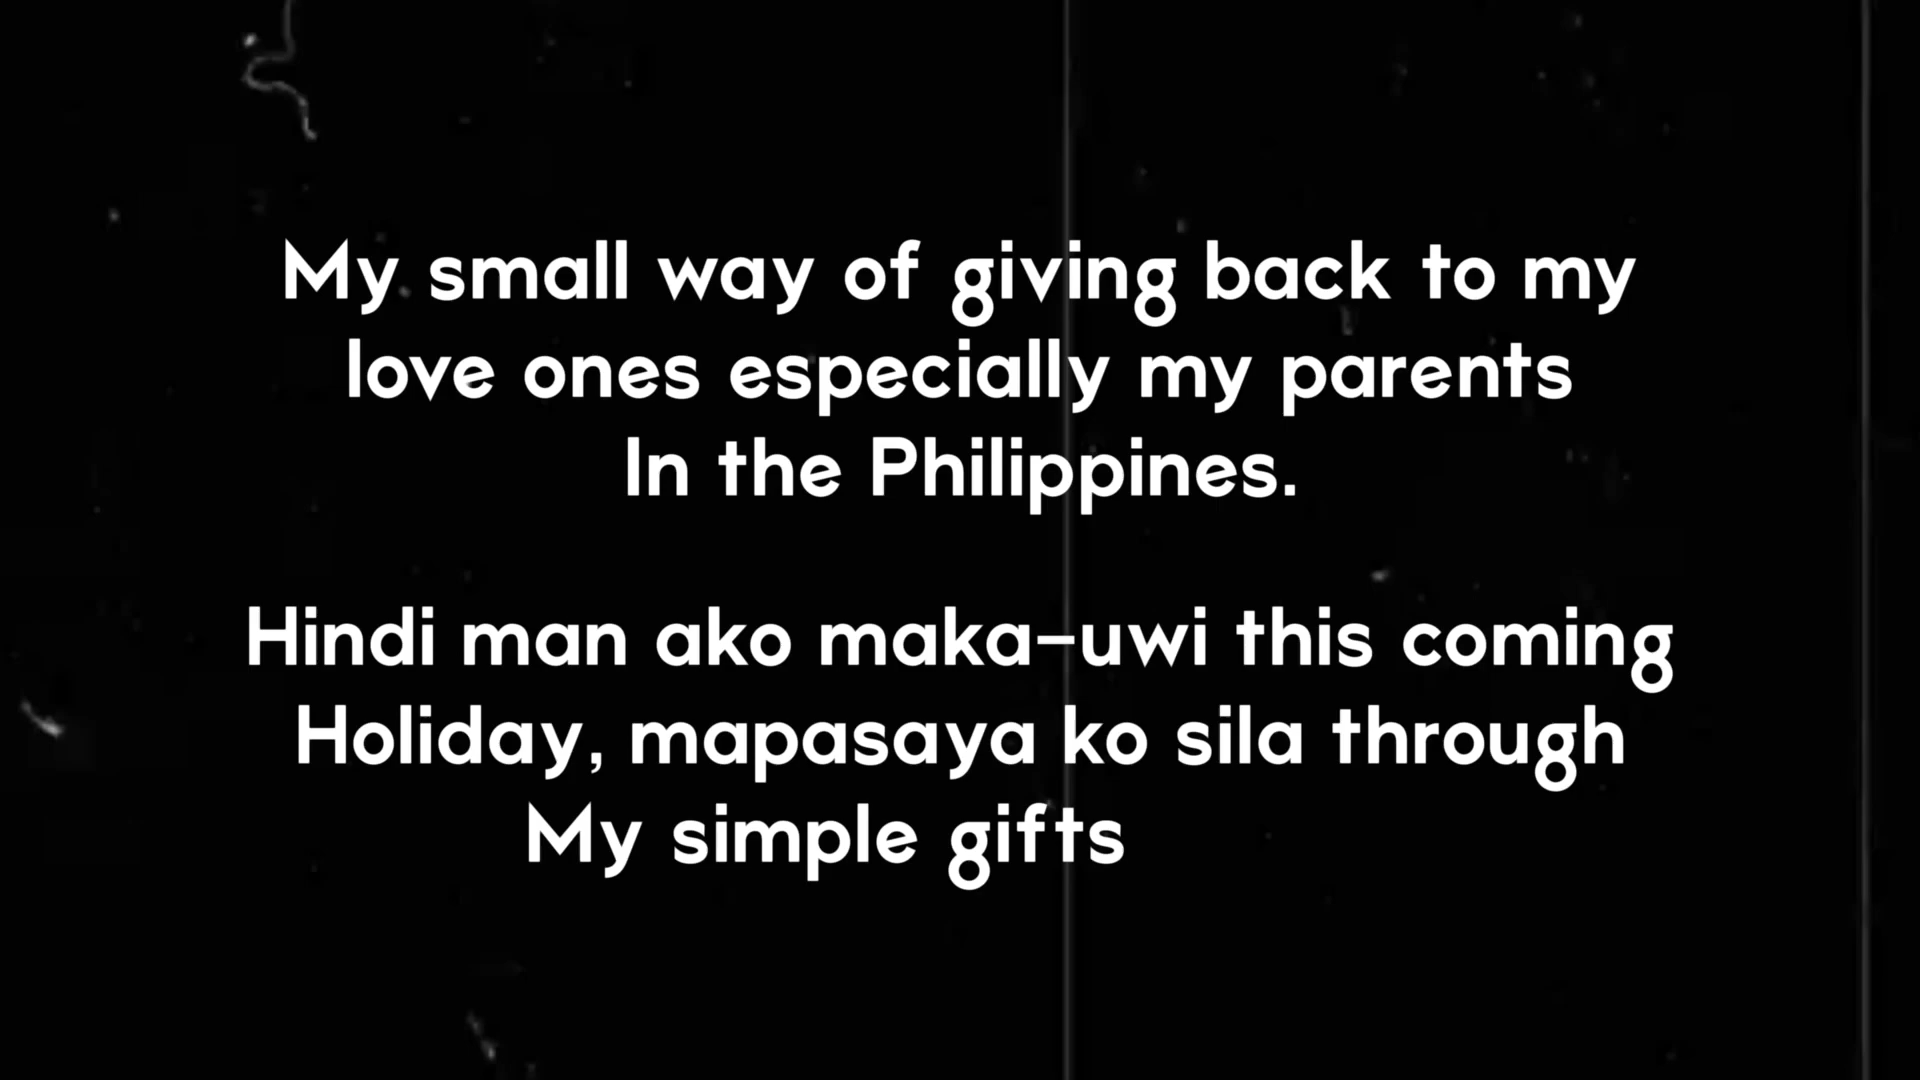 My small way of giving back to my
love ones especially my parents
In the Philippines.
Hindi man ako maka-uwi this coming
Holiday, mapasaya ko sila through
My simple gifts